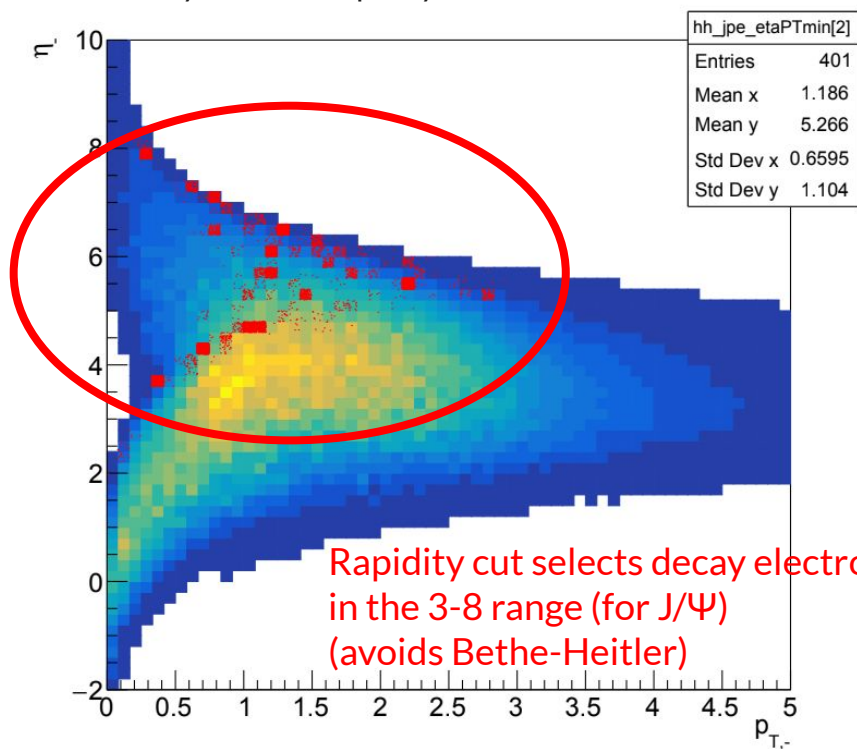 hh_jpe_etaPTmin[2]
Entries 401
Mean x 1.186
Mean y 5.266
Std Dev x 0.6595
Std Dev y 1.104
η-
10
8
6
4
2
0
−2
Rapidity cut selects decay electro
in the 3-8 range (for J/Ψ)
(avoids Bethe-Heitler)
0 0.5 1 1.5 2 2.5 3 3.5 4 4.5 5
pT,-